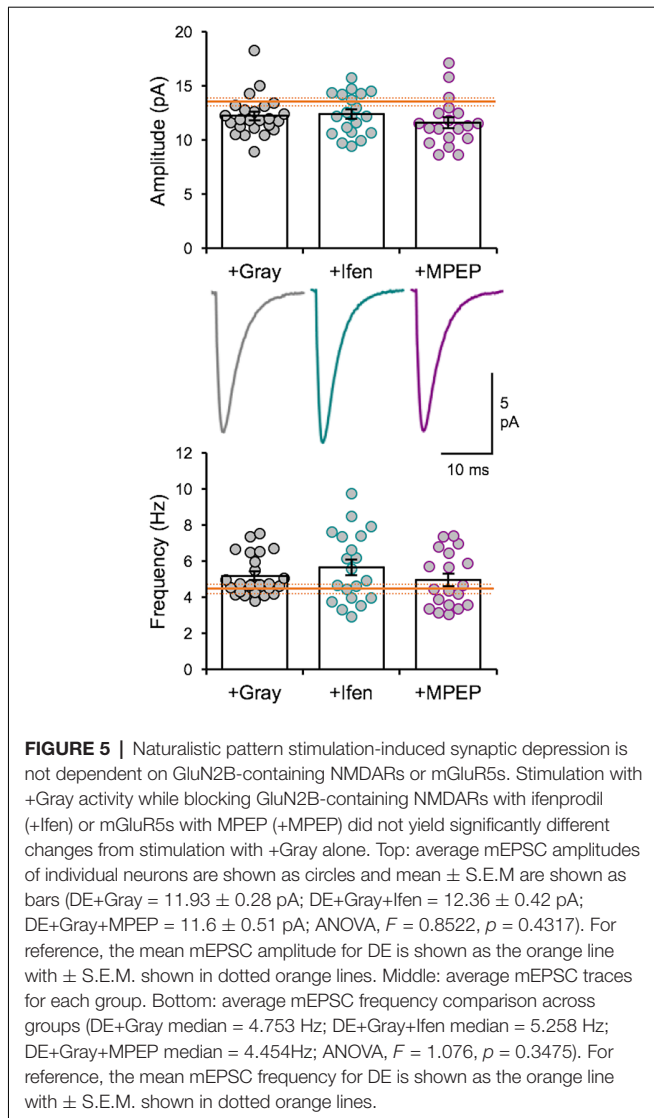 20
15
10
5
0
Amplitude (pA)
+Gray +Ifen +MPEP
5
pA
10 ms
12
10
8
6
4
2
0
Frequency (Hz)
+Gray +Ifen +MPEP
FIGURE 5 | Naturalistic pattern stimulation-induced synaptic depression is
not dependent on GluN2B-containing NMDARs or mGluR5s. Stimulation with
+Gray activity while blocking GluN2B-containing NMDARs with ifenprodil
(+Ifen) or mGluR5s with MPEP (+MPEP) did not yield significantly different
changes from stimulation with +Gray alone. Top: average mEPSC amplitudes
of individual neurons are shown as circles and mean ± S.E.M are shown as
bars (DE+Gray = 11.93 ± 0.28 pA; DE+Gray+Ifen = 12.36 ± 0.42 pA;
DE+Gray+MPEP = 11.6 ± 0.51 pA; ANOVA, F = 0.8522, p = 0.4317). For
reference, the mean mEPSC amplitude for DE is shown as the orange line
with ± S.E.M. shown in dotted orange lines. Middle: average mEPSC traces
for each group. Bottom: average mEPSC frequency comparison across
groups (DE+Gray median = 4.753 Hz; DE+Gray+Ifen median = 5.258 Hz;
DE+Gray+MPEP median = 4.454Hz; ANOVA, F = 1.076, p = 0.3475). For
reference, the mean mEPSC frequency for DE is shown as the orange line
with ± S.E.M. shown in dotted orange lines.